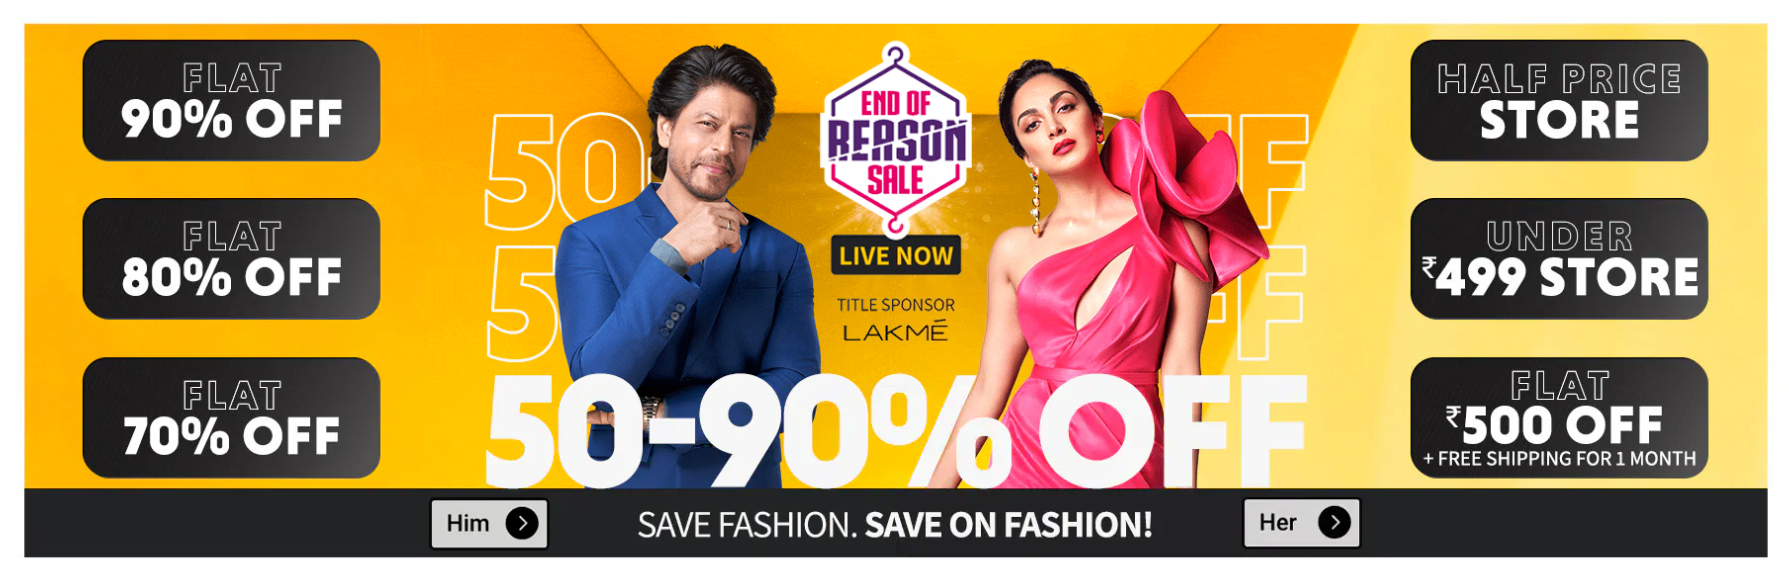 FLAT
90% OFF
FLAT
80% OFF
FLAT
70% OFF
50
OFF
END OF
REASON
SALE
LIVE NOW
TITLE SPONSOR
LAKMÉ
50-90% OFF
HALF PRICE
STORE
UNDER
₹499 STORE
FLAT
₹500 OFF
+ FREE SHIPPING FOR 1 MONTH
Him
SAVE FASHION. SAVE ON FASHION!
Her